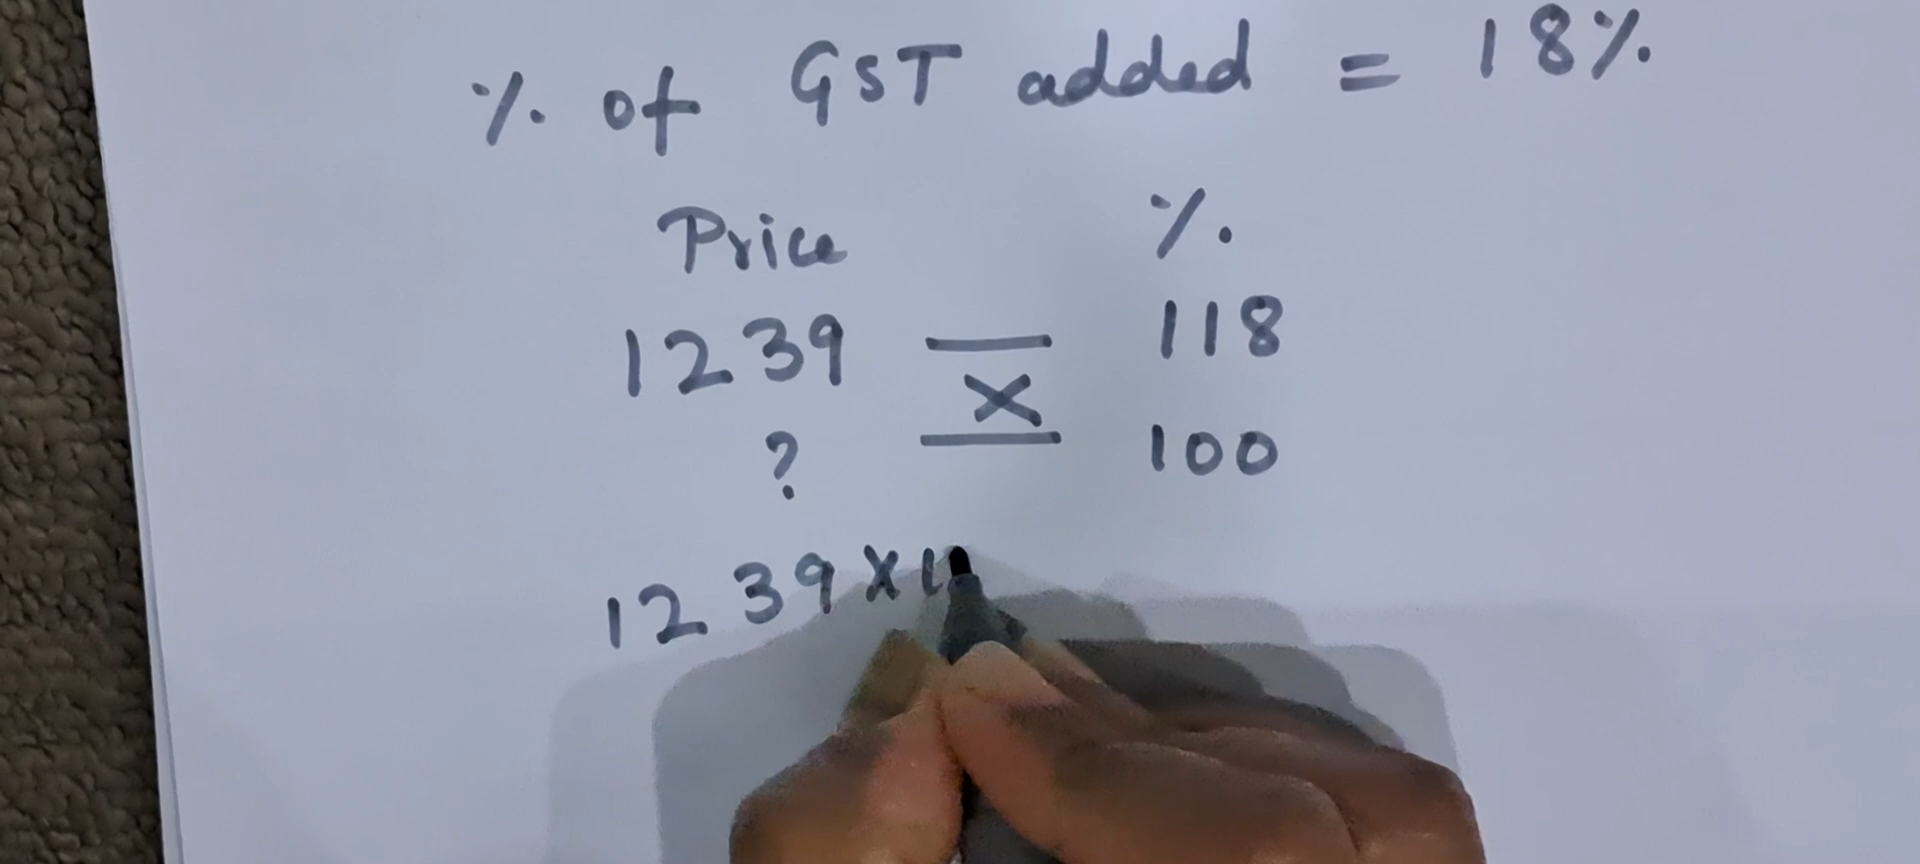 % of GST added = 18%
Price %
1239 — 118
×
? — 100
1239 × 1